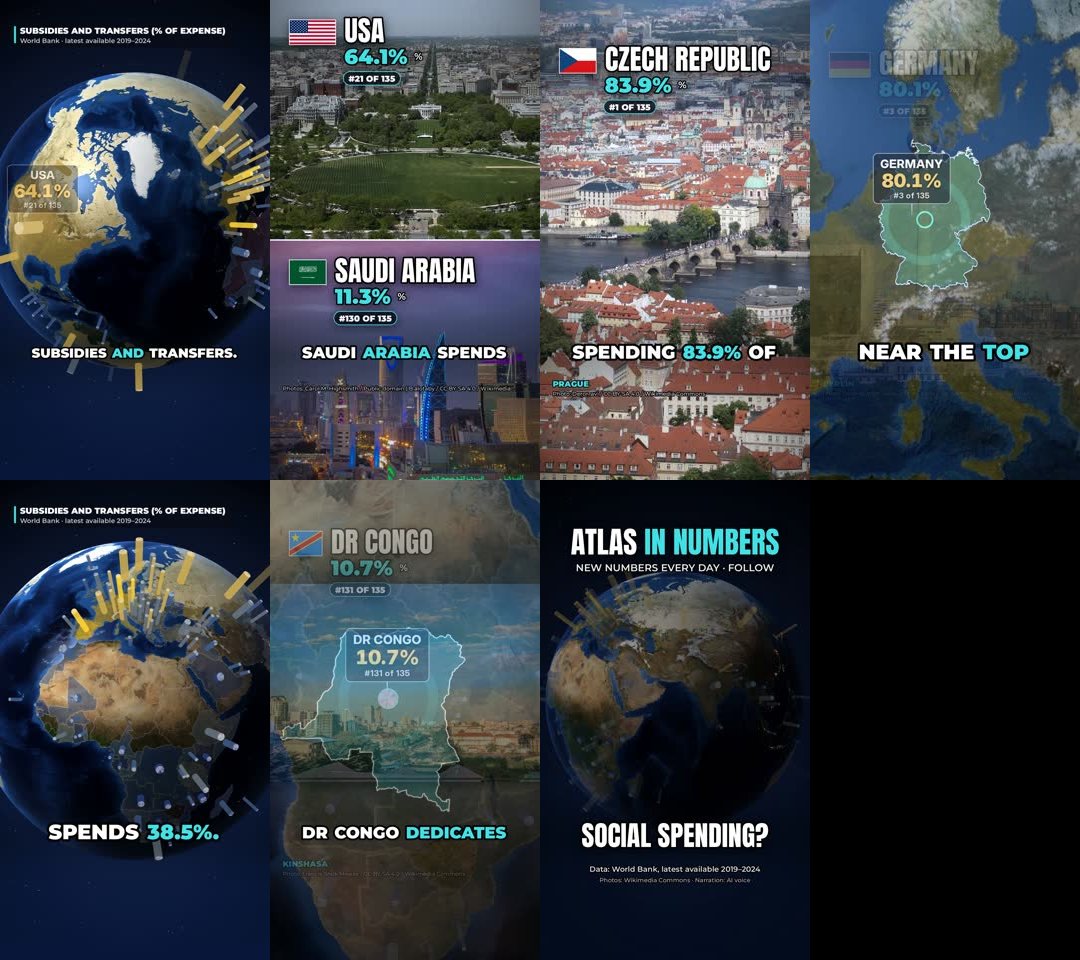 SUBSIDIES AND TRANSFERS (% OF EXPENSE)
World Bank · latest available 2019–2024
USA
64.1%
#21 of 135
SUBSIDIES AND TRANSFERS.
USA
64.1% %
#21 OF 135
SAUDI ARABIA
11.3% %
#130 OF 135
SAUDI ARABIA SPENDS
CZECH REPUBLIC
83.9% %
#1 OF 135
SPENDING 83.9% OF
PRAGUE
GERMANY
80.1%
#3 OF 135
GERMANY
80.1%
#3 of 135
NEAR THE TOP
SUBSIDIES AND TRANSFERS (% OF EXPENSE)
World Bank · latest available 2019–2024
SPENDS 38.5%.
DR CONGO
10.7% %
#131 OF 135
DR CONGO
10.7%
#131 of 135
DR CONGO DEDICATES
KINSHASA
ATLAS IN NUMBERS
NEW NUMBERS EVERY DAY · FOLLOW
SOCIAL SPENDING?
Data: World Bank, latest available 2019–2024
Photos: Wikimedia Commons · Narration: AI voice